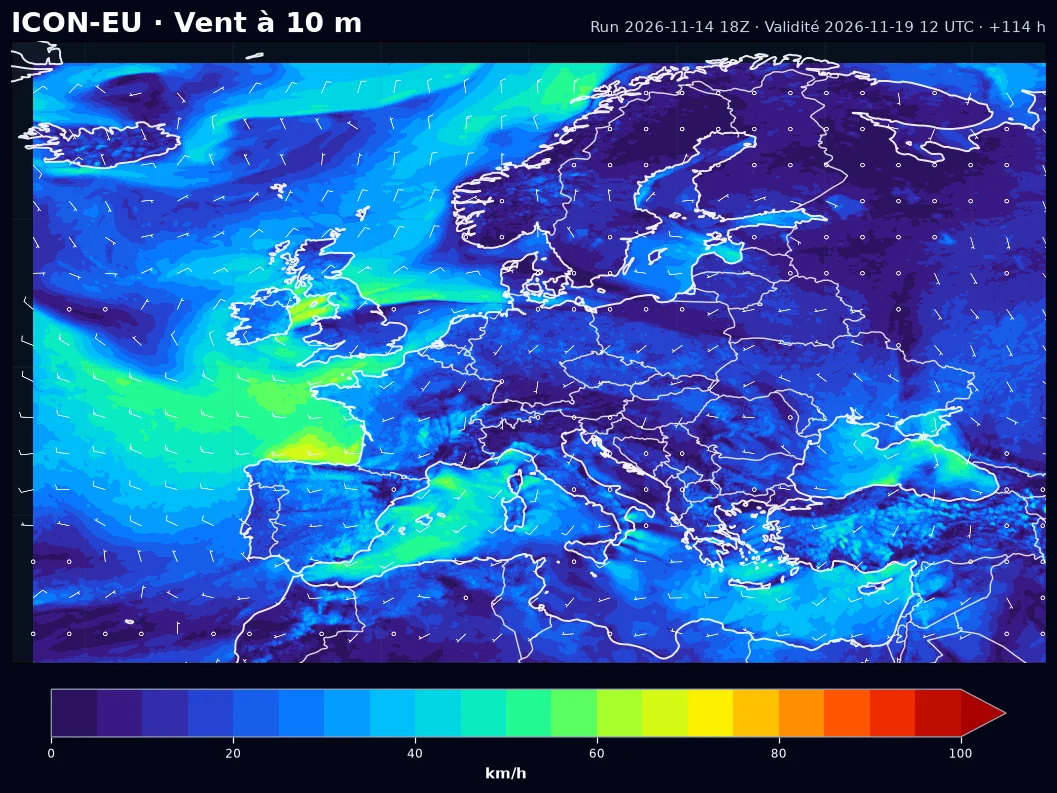 ICON-EU · Vent à 10 m
Run 2026-11-14 18Z · Validité 2026-11-19 12 UTC · +114 h
0 20 40 60 80 100
km/h